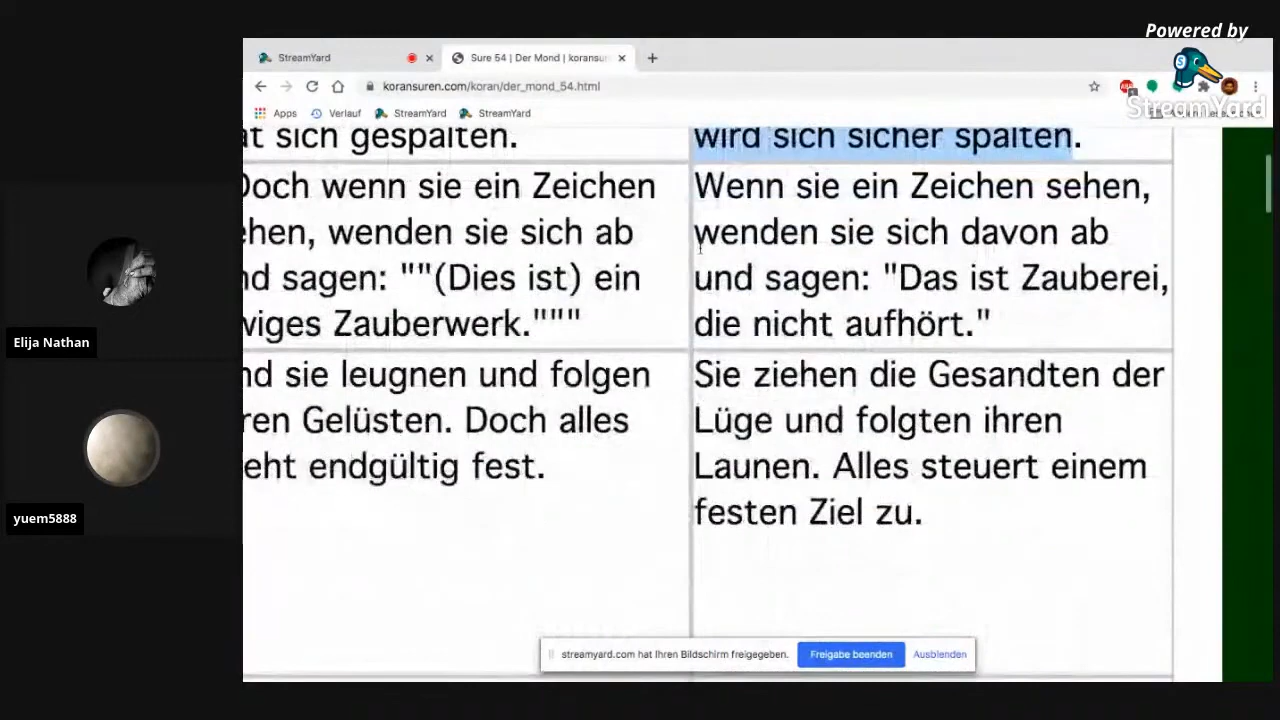 Powered by
StreamYard
StreamYard
Sure 54 | Der Mond | koransur
koransuren.com/koran/der_mond_54.html
Apps
Verlauf
StreamYard
StreamYard
at sich gespalten.
Doch wenn sie ein Zeichen
ehen, wenden sie sich ab
nd sagen: ""(Dies ist) ein
wiges Zauberwerk."""
nd sie leugnen und folgen
ren Gelüsten. Doch alles
eht endgültig fest.
wird sich sicher spalten.
Wenn sie ein Zeichen sehen,
wenden sie sich davon ab
und sagen: "Das ist Zauberei,
die nicht aufhört."
Sie ziehen die Gesandten der
Lüge und folgten ihren
Launen. Alles steuert einem
festen Ziel zu.
Elija Nathan
yuem5888
streamyard.com hat Ihren Bildschirm freigegeben.
Freigabe beenden
Ausblenden